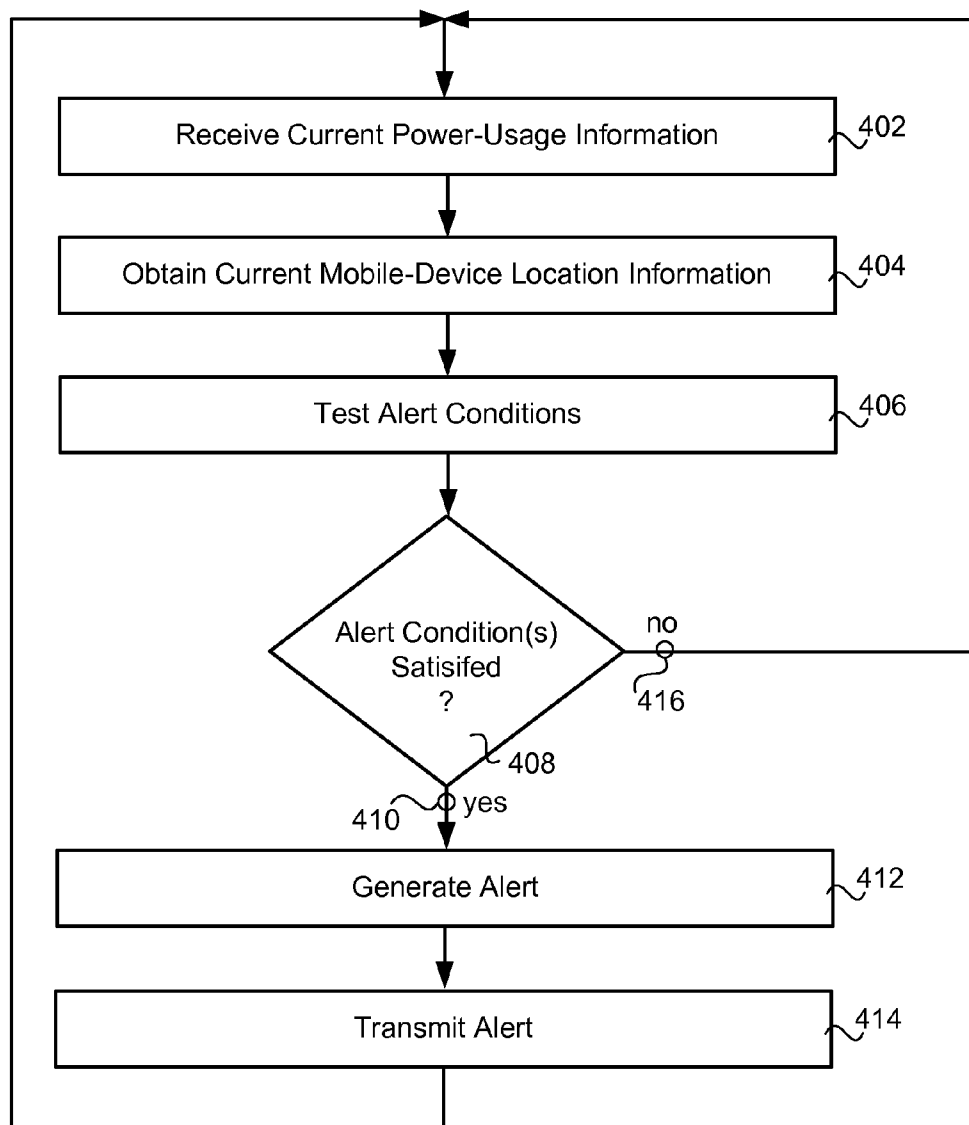 Receive Current Power-Usage Information
402
Obtain Current Mobile-Device Location Information
404
Test Alert Conditions
406
Alert Condition(s)
Satisifed
?
408
no
416
410
yes
Generate Alert
412
Transmit Alert
414